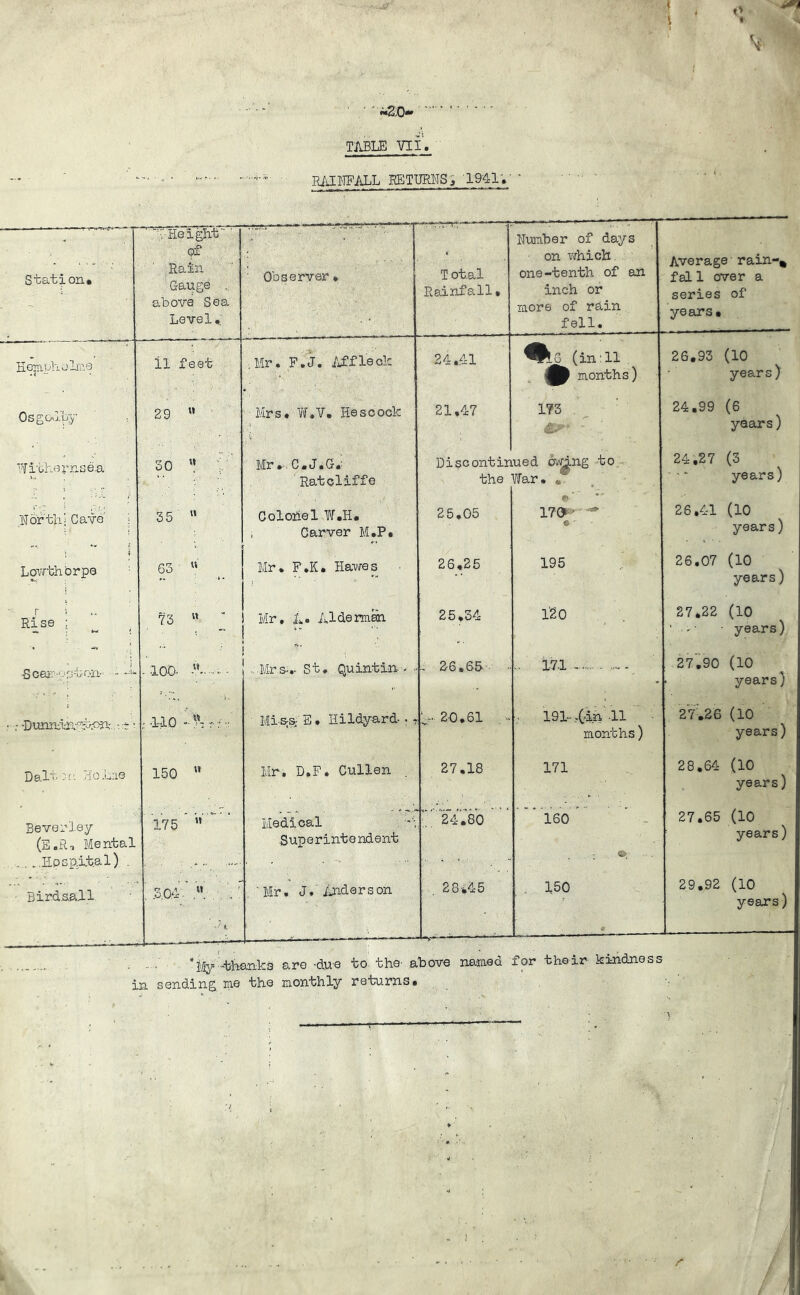 -20-
TABLE VII.
RAINFALL RETURNS, 1941.
Station.
Height of Rain Gauge above Sea Level.
Observer.
Total Rainfall.
Number of days on which one-tenth of an inch or more of rain fell.
Average rain-fall over a series of years.
Hempholme 11 feet Mr. F.J. Affleck 24.41 (in 11 months) 26.93 (10 years)
Osgodby 29 " Mrs. W.V. Hescock 21.47 173 24.99 (6 years)
Withernsea 30 " Mr. C.J.G. Ratcliffe Discontinued owing to the War. 24.27 (3 years)
North Cave 35 " Colonel W.H. Carver M.P. 25.05 170 26.41 (10 years)
Lowthorpe 63 " Mr. F.K. Hawes 26.25 195 26.07 (10 years)
Rise 73 " Mr. A. Alderman 25.34 120 27.22 (10 years)
Scampston 100 " Mrs. St. Quintin 26.65 171 27.90 (10 years)
Dunnington 110 " Miss E. Hildyard 20.61 191 (in 11 months) 27.26 (10 years)
Dalton Holme 150 " Mr. D.F. Cullen 27.18 171 28.64 (10 years)
Beverley (E.R. Mental Hospital) 175 " Medical Superintendent 24.80 160 27.65 (10 years)
Birdsall 304 " Mr. J. Anderson 28.45 150 29.92 (10 years)
My thanks are due to the above named for their kindness
in sending me the monthly returns.